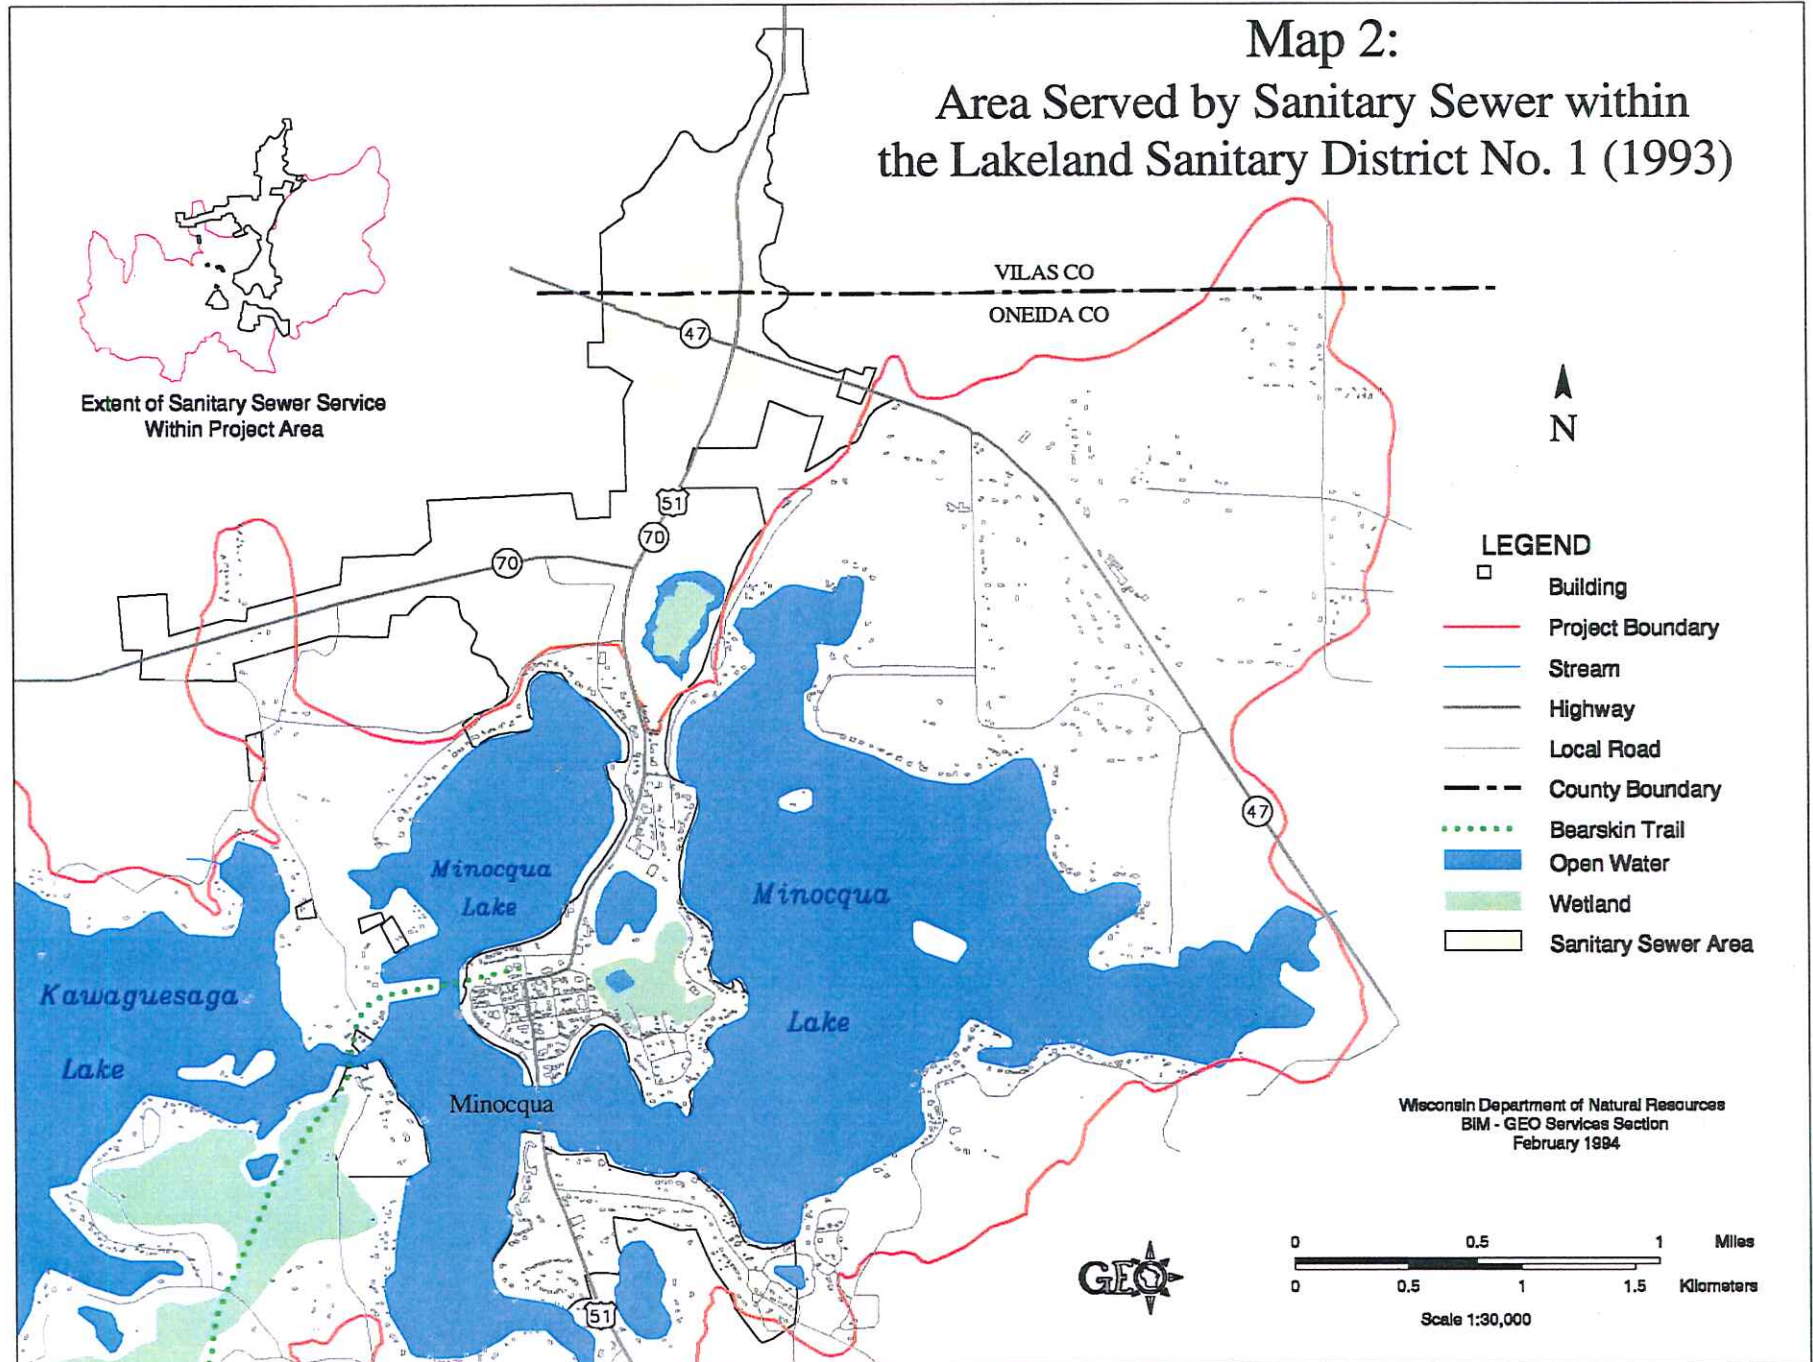 Map 2:
Area Served by Sanitary Sewer within
the Lakeland Sanitary District No. 1 (1993)
VILAS CO
ONEIDA CO
47
Extent of Sanitary Sewer Service
Within Project Area
N
51
70
70
LEGEND
Building
Project Boundary
Stream
Highway
Local Road
County Boundary
Bearskin Trail
Open Water
Wetland
Sanitary Sewer Area
47
Minocqua
Lake
Minocqua
Lake
Kawaguesaga
Lake
Minocqua
Wisconsin Department of Natural Resources
BIM - GEO Services Section
February 1994
GEO
0 0.5 1 Miles
0 0.5 1 1.5 Kilometers
Scale 1:30,000
51